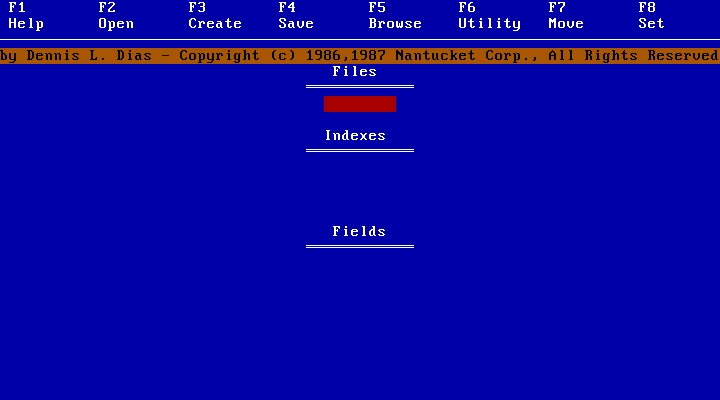 F1 F2 F3 F4 F5 F6 F7 F8
Help Open Create Save Browse Utility Move Set
by Dennis L. Dias - Copyright (c) 1986,1987 Nantucket Corp., All Rights Reserved
Files
Indexes
Fields